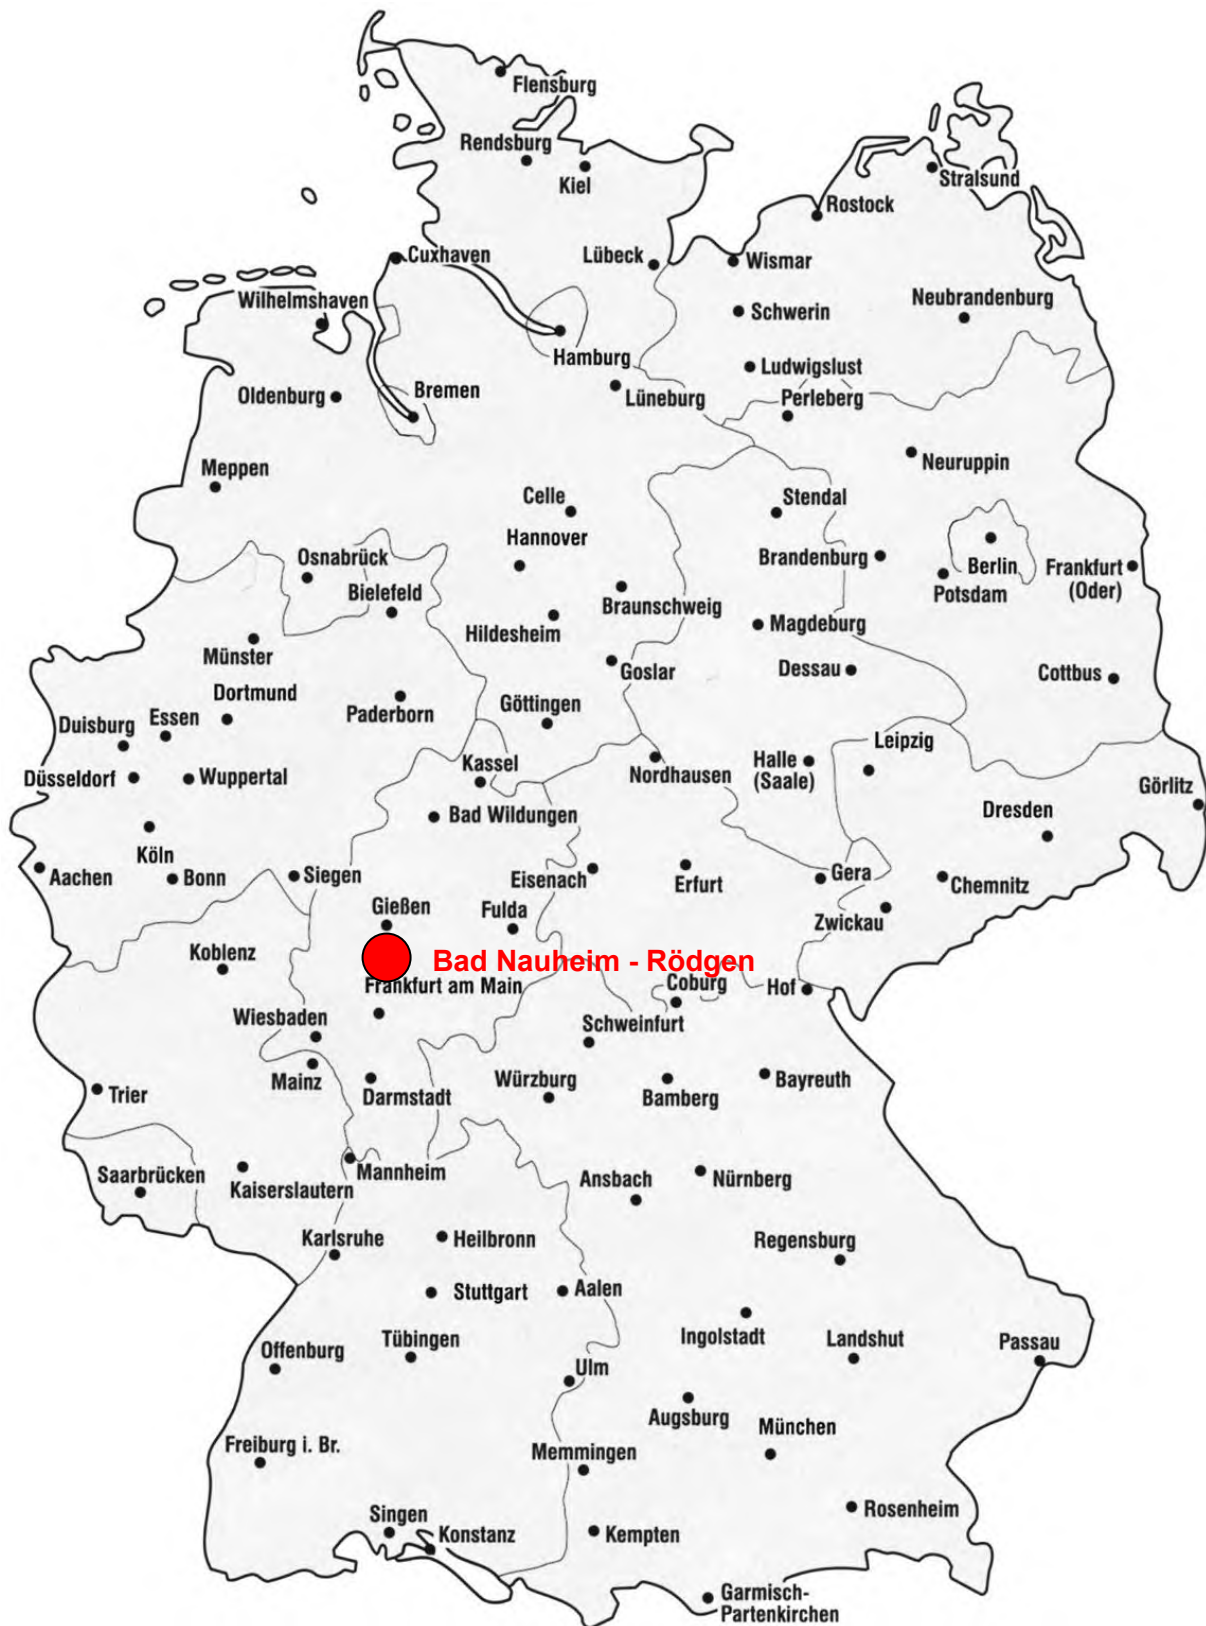 Flensburg
Rendsburg
Kiel
Stralsund
Rostock
Cuxhaven
Lübeck
Wismar
Wilhelmshaven
Neubrandenburg
Schwerin
Hamburg
Ludwigslust
Oldenburg
Bremen
Lüneburg
Perleberg
Meppen
Neuruppin
Celle
Stendal
Hannover
Osnabrück
Brandenburg
Berlin
Frankfurt
(Oder)
Bielefeld
Potsdam
Braunschweig
Hildesheim
Magdeburg
Münster
Goslar
Dessau
Cottbus
Dortmund
Göttingen
Paderborn
Duisburg
Essen
Leipzig
Kassel
Nordhausen
Halle
(Saale)
Düsseldorf
Wuppertal
Görlitz
Bad Wildungen
Dresden
Köln
Aachen
Bonn
Siegen
Eisenach
Erfurt
Gera
Chemnitz
Gießen
Fulda
Zwickau
Koblenz
Bad Nauheim - Rödgen
Frankfurt am Main
Coburg
Hof
Wiesbaden
Schweinfurt
Mainz
Würzburg
Bayreuth
Trier
Darmstadt
Bamberg
Saarbrücken
Mannheim
Ansbach
Nürnberg
Kaiserslautern
Karlsruhe
Heilbronn
Regensburg
Stuttgart
Aalen
Tübingen
Ingolstadt
Landshut
Passau
Offenburg
Ulm
Augsburg
München
Freiburg i. Br.
Memmingen
Rosenheim
Singen
Konstanz
Kempten
Garmisch-
Partenkirchen